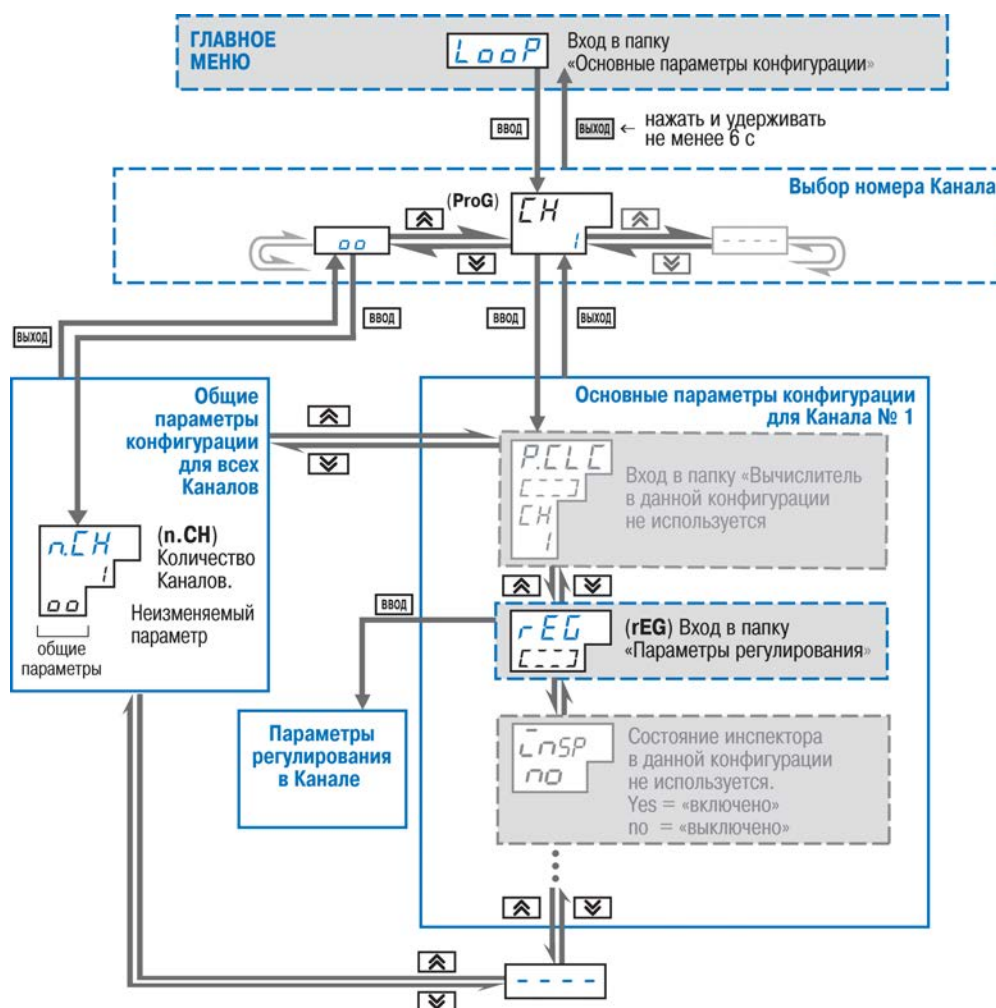 ГЛАВНОЕ
МЕНЮ
LooP
Вход в папку
«Основные параметры конфигурации»
ВВОД
ВЫХОД
← нажать и удерживать
не менее 6 с
Выбор номера Канала
(ProG)
CH
1
oo
- - - -
ВЫХОД
ВВОД
ВВОД
ВЫХОД
Общие
параметры
конфигурации
для всех
Каналов
Основные параметры конфигурации
для Канала № 1
P.CLC
[---]
CH
1
Вход в папку «Вычислитель
в данной конфигурации
не используется
n.CH
1
oo
(n.CH)
Количество
Каналов.
Неизменяемый
параметр
общие
параметры
ВВОД
rEG
[---]
(rEG) Вход в папку
«Параметры регулирования»
Параметры
регулирования
в Канале
inSP
no
Состояние инспектора
в данной конфигурации
не используется.
Yes = «включено»
no = «выключено»
- - - -